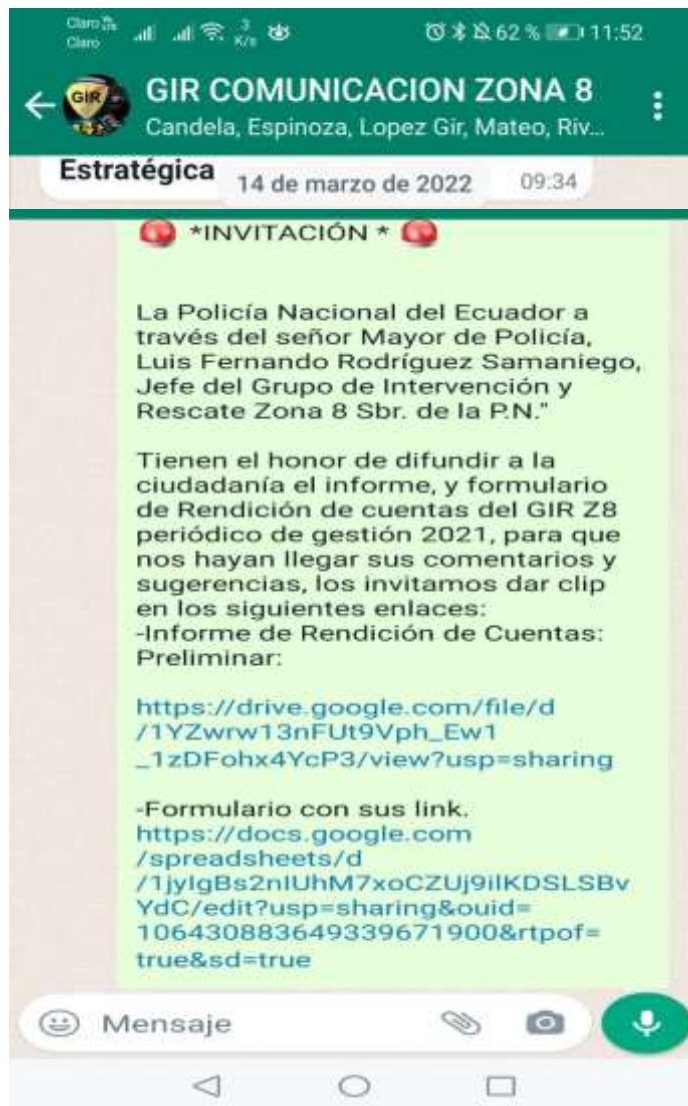 Claro
Claro
3
K/s
62 % 11:52
GIR
GIR COMUNICACION ZONA 8
Candela, Espinoza, Lopez Gir, Mateo, Riv...
Estratégica
14 de marzo de 2022
09:34
*INVITACIÓN *
La Policía Nacional del Ecuador a
través del señor Mayor de Policía,
Luis Fernando Rodríguez Samaniego,
Jefe del Grupo de Intervención y
Rescate Zona 8 Sbr. de la P.N."
Tienen el honor de difundir a la
ciudadanía el informe, y formulario
de Rendición de cuentas del GIR Z8
periódico de gestión 2021, para que
nos hayan llegar sus comentarios y
sugerencias, los invitamos dar clip
en los siguientes enlaces:
-Informe de Rendición de Cuentas:
Preliminar:
https://drive.google.com/file/d
/1YZwrw13nFUt9Vph_Ew1
_1zDFohx4YcP3/view?usp=sharing
-Formulario con sus link.
https://docs.google.com
/spreadsheets/d
/1jyIgBs2nIUhM7xoCZUj9ilKDSLSBv
YdC/edit?usp=sharing&ouid=
106430883649339671900&rtpof=
true&sd=true
Mensaje